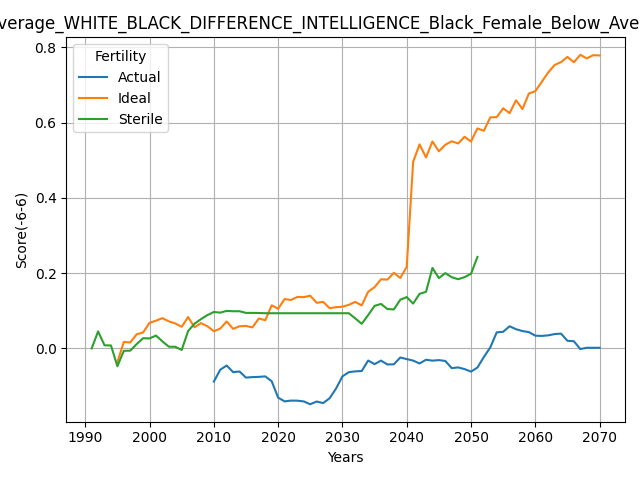 verage_WHITE_BLACK_DIFFERENCE_INTELLIGENCE_Black_Female_Below_Ave
Fertility
Actual
Ideal
Sterile
Score(-6-6)
0.8
0.6
0.4
0.2
0.0
1990 2000 2010 2020 2030 2040 2050 2060 2070
Years